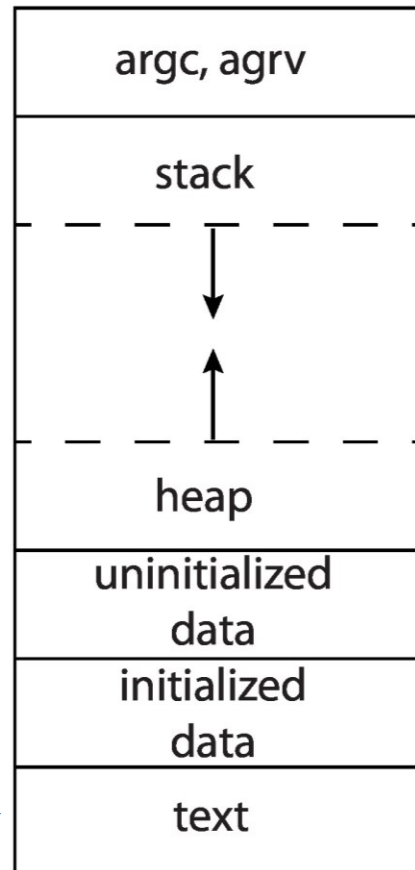 argc, agrv
stack
heap
uninitialized
data
initialized
data
text